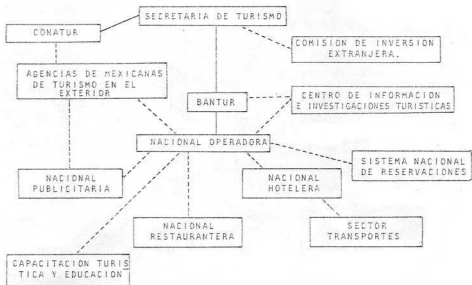 SECRETARIA DE TURISMO
CONATUR
COMISION DE INVERSION
EXTRANJERA.
AGENCIAS DE MEXICANAS
DE TURISMO EN EL
EXTERIOR
BANTUR
CENTRO DE INFORMACION
E INVESTIGACIONES TURISTICAS
NACIONAL OPERADORA
SISTEMA NACIONAL
DE RESERVACIONES
NACIONAL
PUBLICITARIA
NACIONAL
HOTELERA
NACIONAL
RESTAURANTERA
SECTOR
TRANSPORTES
CAPACITACION TURIS
TICA Y EDUCACION